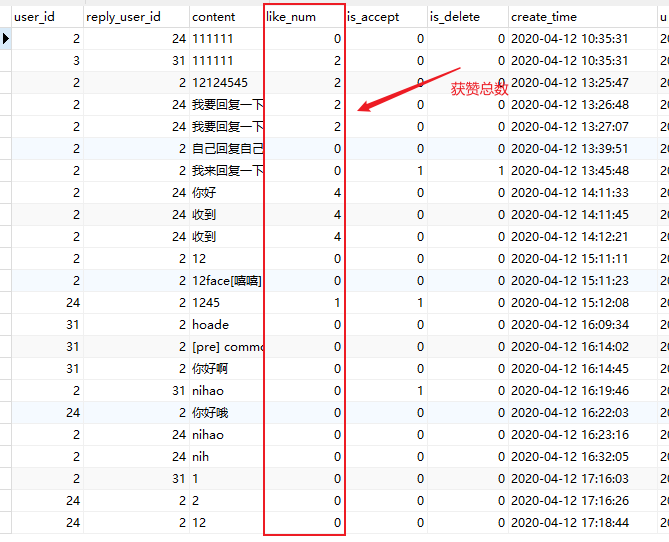 user_id reply_user_id content like_num is_accept is_delete create_time u
2 24 111111 0 0 0 2020-04-12 10:35:31 20
3 31 111111 2 0 0 2020-04-12 10:35:31 20
2 2 12124545 2 0 0 2020-04-12 13:25:47 20
获赞总数
2 24 我要回复一下 2 0 0 2020-04-12 13:26:48 20
2 24 我要回复一下 2 0 0 2020-04-12 13:27:07 20
2 2 自己回复自己 0 0 0 2020-04-12 13:39:51 20
2 2 我来回复一下 0 1 1 2020-04-12 13:45:48 20
2 24 你好 4 0 0 2020-04-12 14:11:33 20
2 24 收到 4 0 0 2020-04-12 14:11:45 20
2 24 收到 4 0 0 2020-04-12 14:12:21 20
2 2 12 0 0 0 2020-04-12 15:11:11 20
2 2 12face[嘻嘻] 0 0 0 2020-04-12 15:11:23 20
24 2 1245 1 1 0 2020-04-12 15:12:08 20
31 2 hoade 0 0 0 2020-04-12 16:09:34 20
31 2 [pre] commo 0 0 0 2020-04-12 16:14:02 20
31 2 你好啊 0 0 0 2020-04-12 16:14:45 20
2 31 nihao 0 1 0 2020-04-12 16:19:46 20
24 2 你好哦 0 0 0 2020-04-12 16:22:03 20
2 24 nihao 0 0 0 2020-04-12 16:23:16 20
2 24 nih 0 0 0 2020-04-12 16:32:05 20
2 31 1 0 0 0 2020-04-12 17:16:03 20
24 2 2 0 0 0 2020-04-12 17:16:26 20
24 2 12 0 0 0 2020-04-12 17:18:44 20